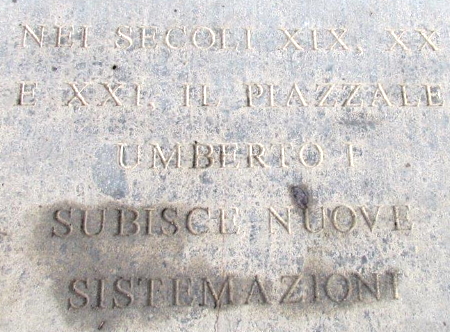 NEI SECOLI XIX, XX
E XXI, IL PIAZZALE
UMBERTO I
SUBISCE NUOVE
SISTEMAZIONI